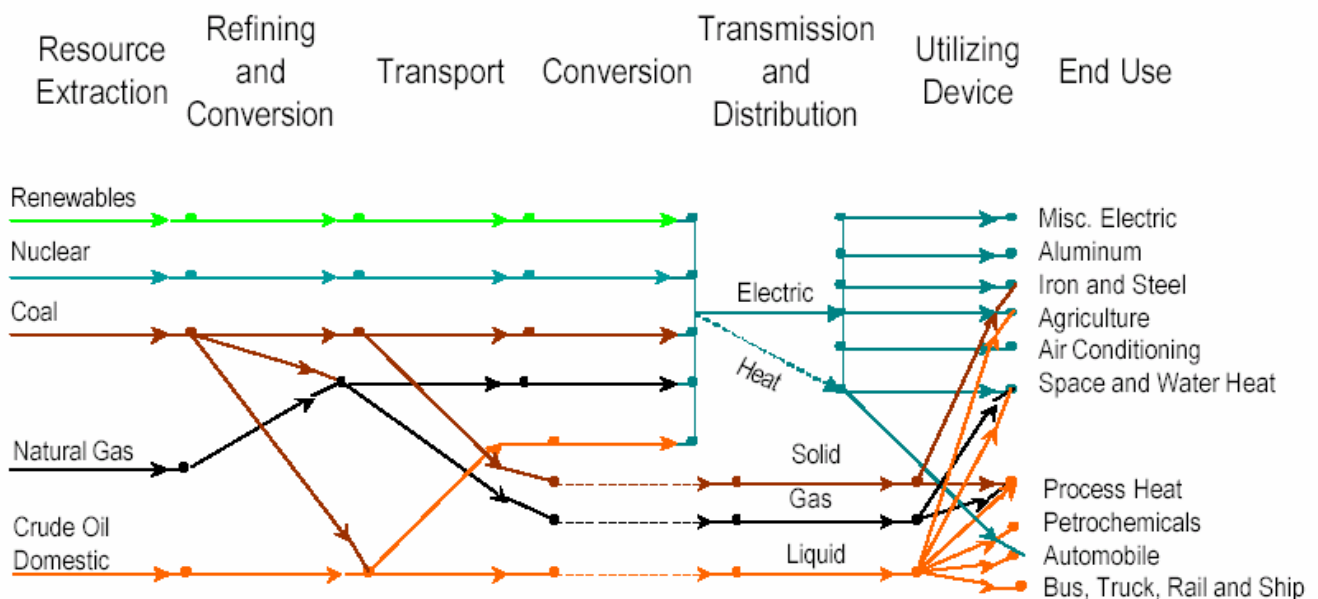 Resource
Extraction
Refining
and
Conversion
Transport
Conversion
Transmission
and
Distribution
Utilizing
Device
End Use
Renewables
Nuclear
Coal
Natural Gas
Crude Oil
Domestic
Electric
Heat
Solid
Gas
Liquid
Misc. Electric
Aluminum
Iron and Steel
Agriculture
Air Conditioning
Space and Water Heat
Process Heat
Petrochemicals
Automobile
Bus, Truck, Rail and Ship